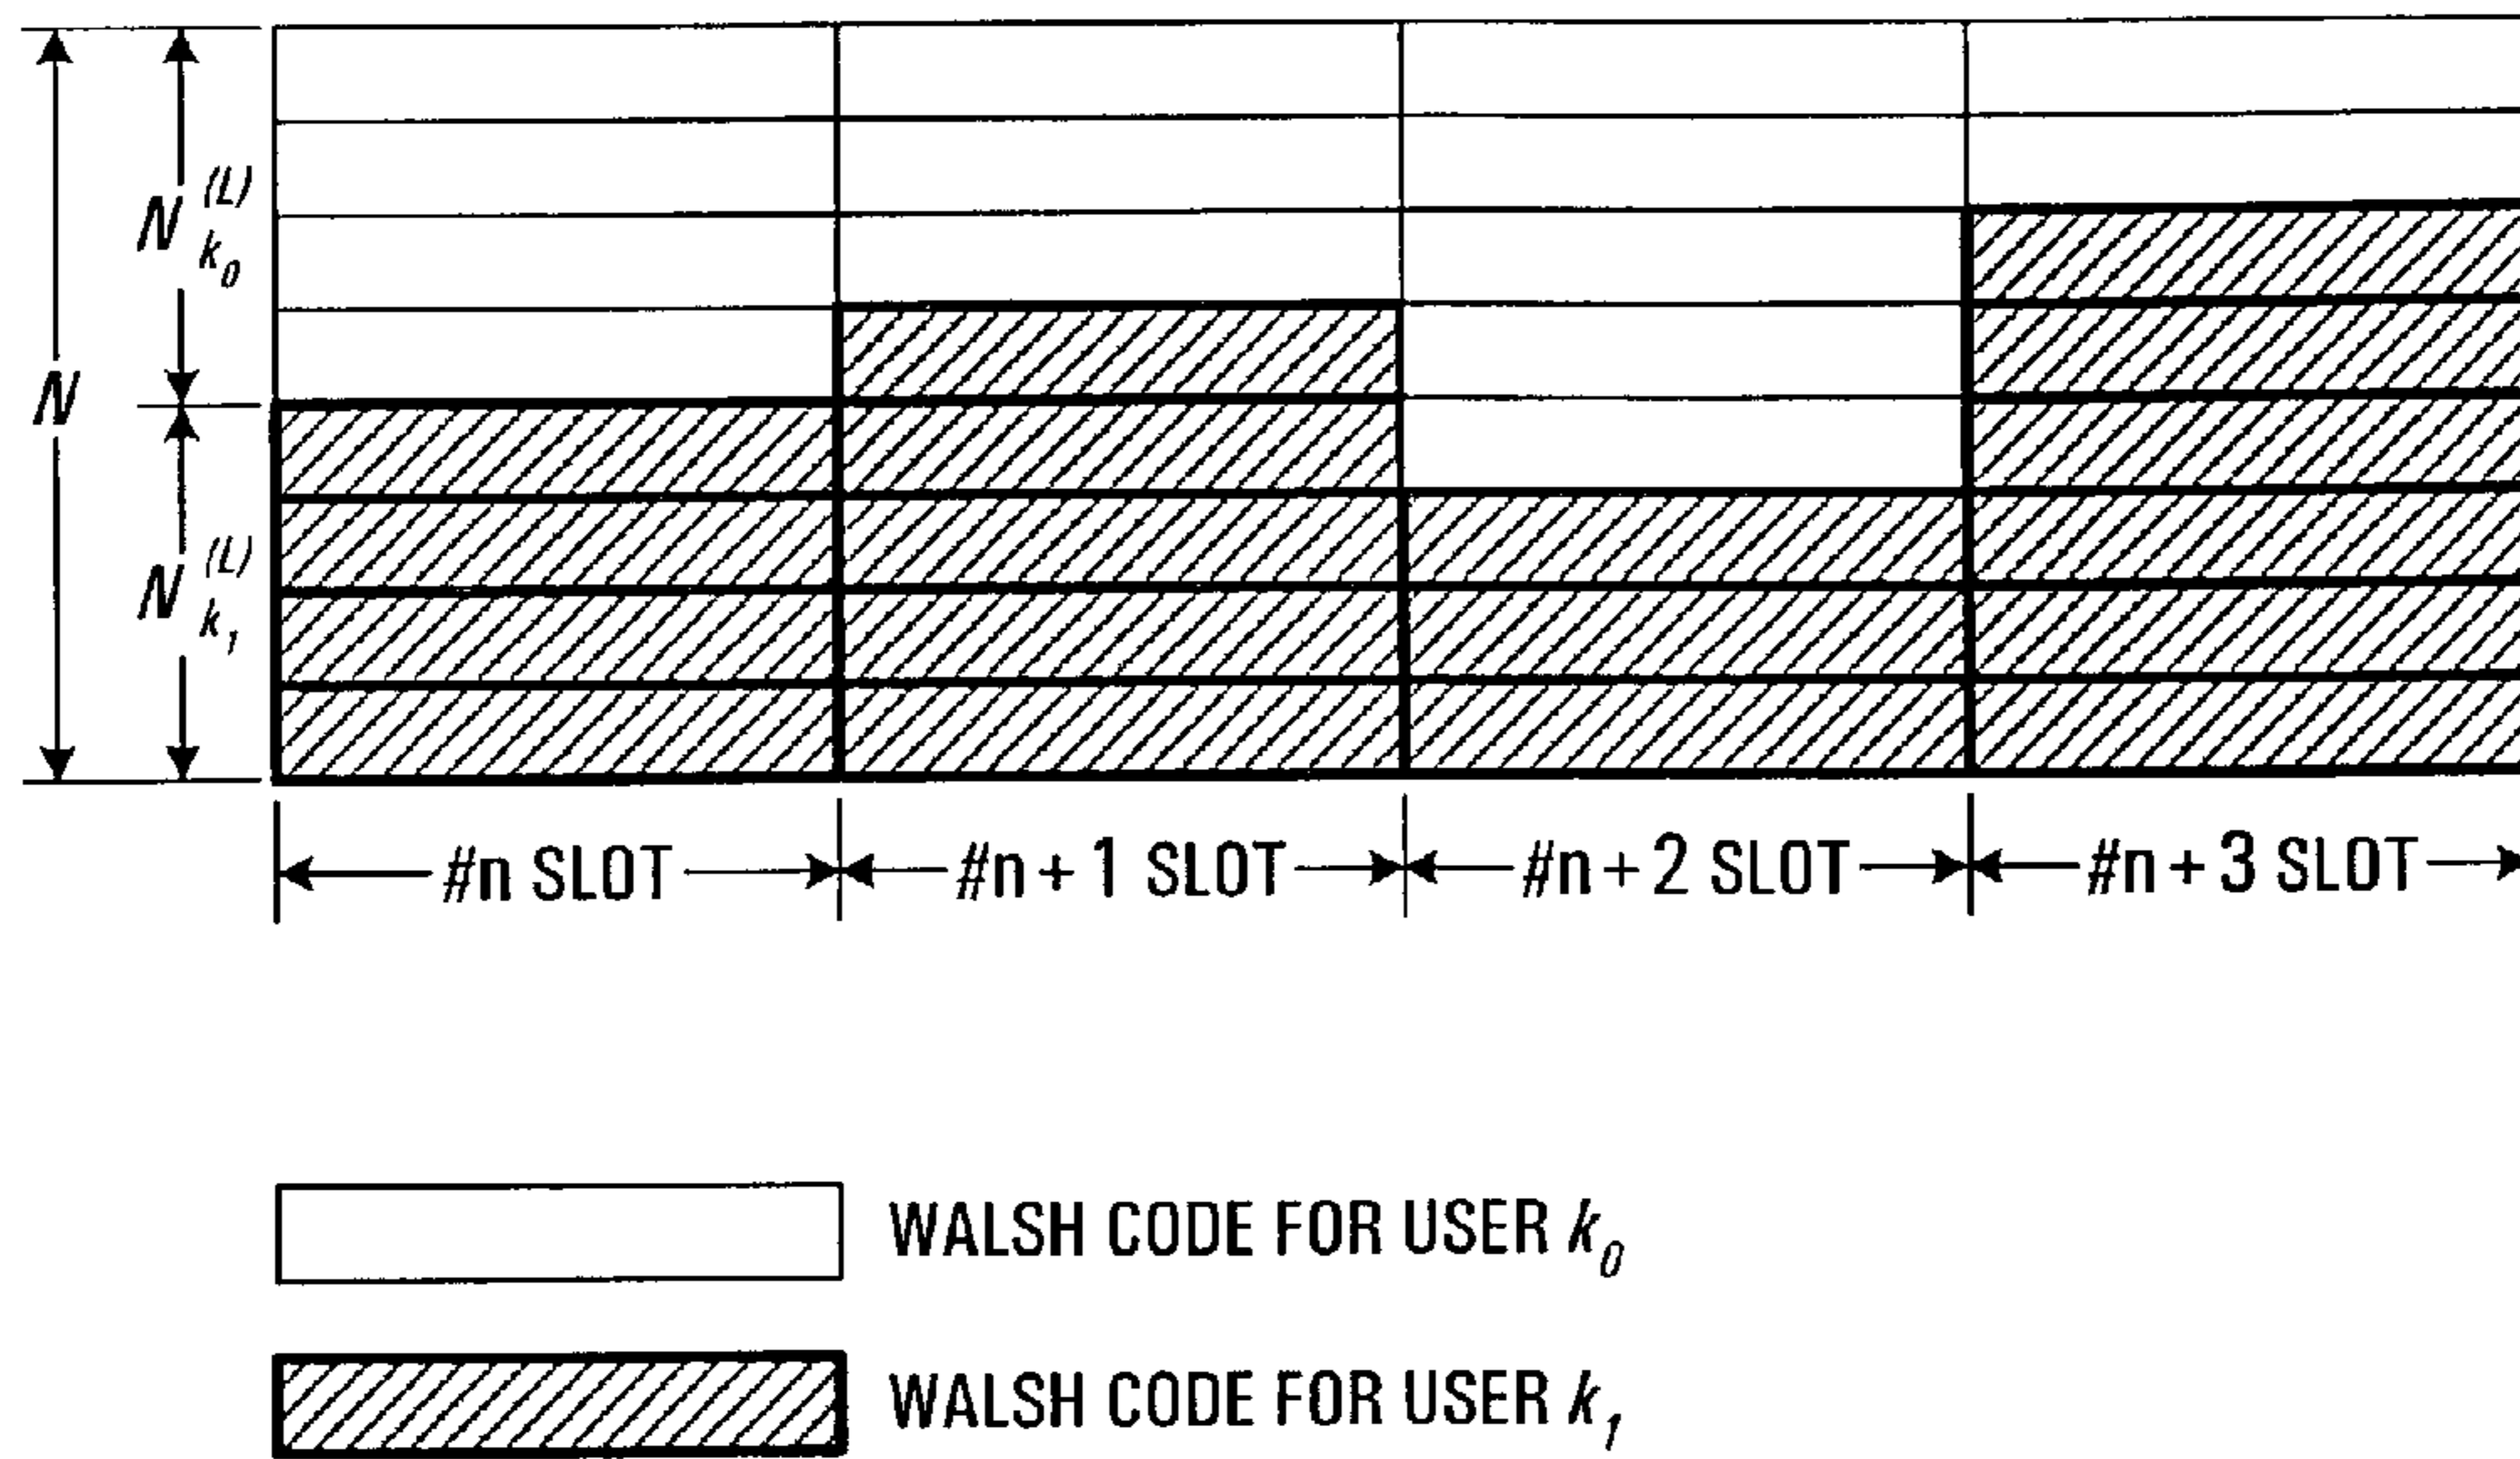 N
N (L) k0
N (L) k1
#n SLOT #n + 1 SLOT #n + 2 SLOT #n + 3 SLOT
WALSH CODE FOR USER k0
WALSH CODE FOR USER k1